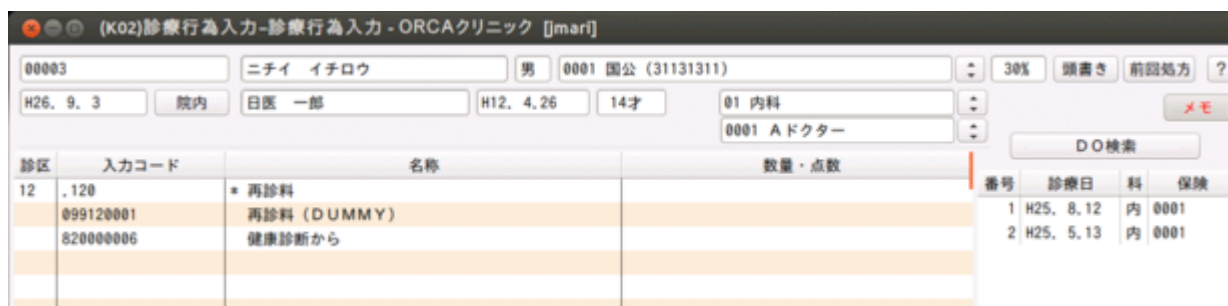 (K02)診療行為入力-診療行為入力 - ORCAクリニック [jmari]
00003 ニチイ イチロウ 男 0001 国公 (31131311) 30% 頭書き 前回処方 ?
H26. 9. 3 院内 日医 一郎 H12. 4.26 14才 01 内科 メモ
0001 Aドクター
DO検索
診区 入力コード 名称 数量・点数
番号 診療日 科 保険
12 .120 * 再診料
1 H25. 8.12 内 0001
099120001 再診料(DUMMY)
2 H25. 5.13 内 0001
820000006 健康診断から